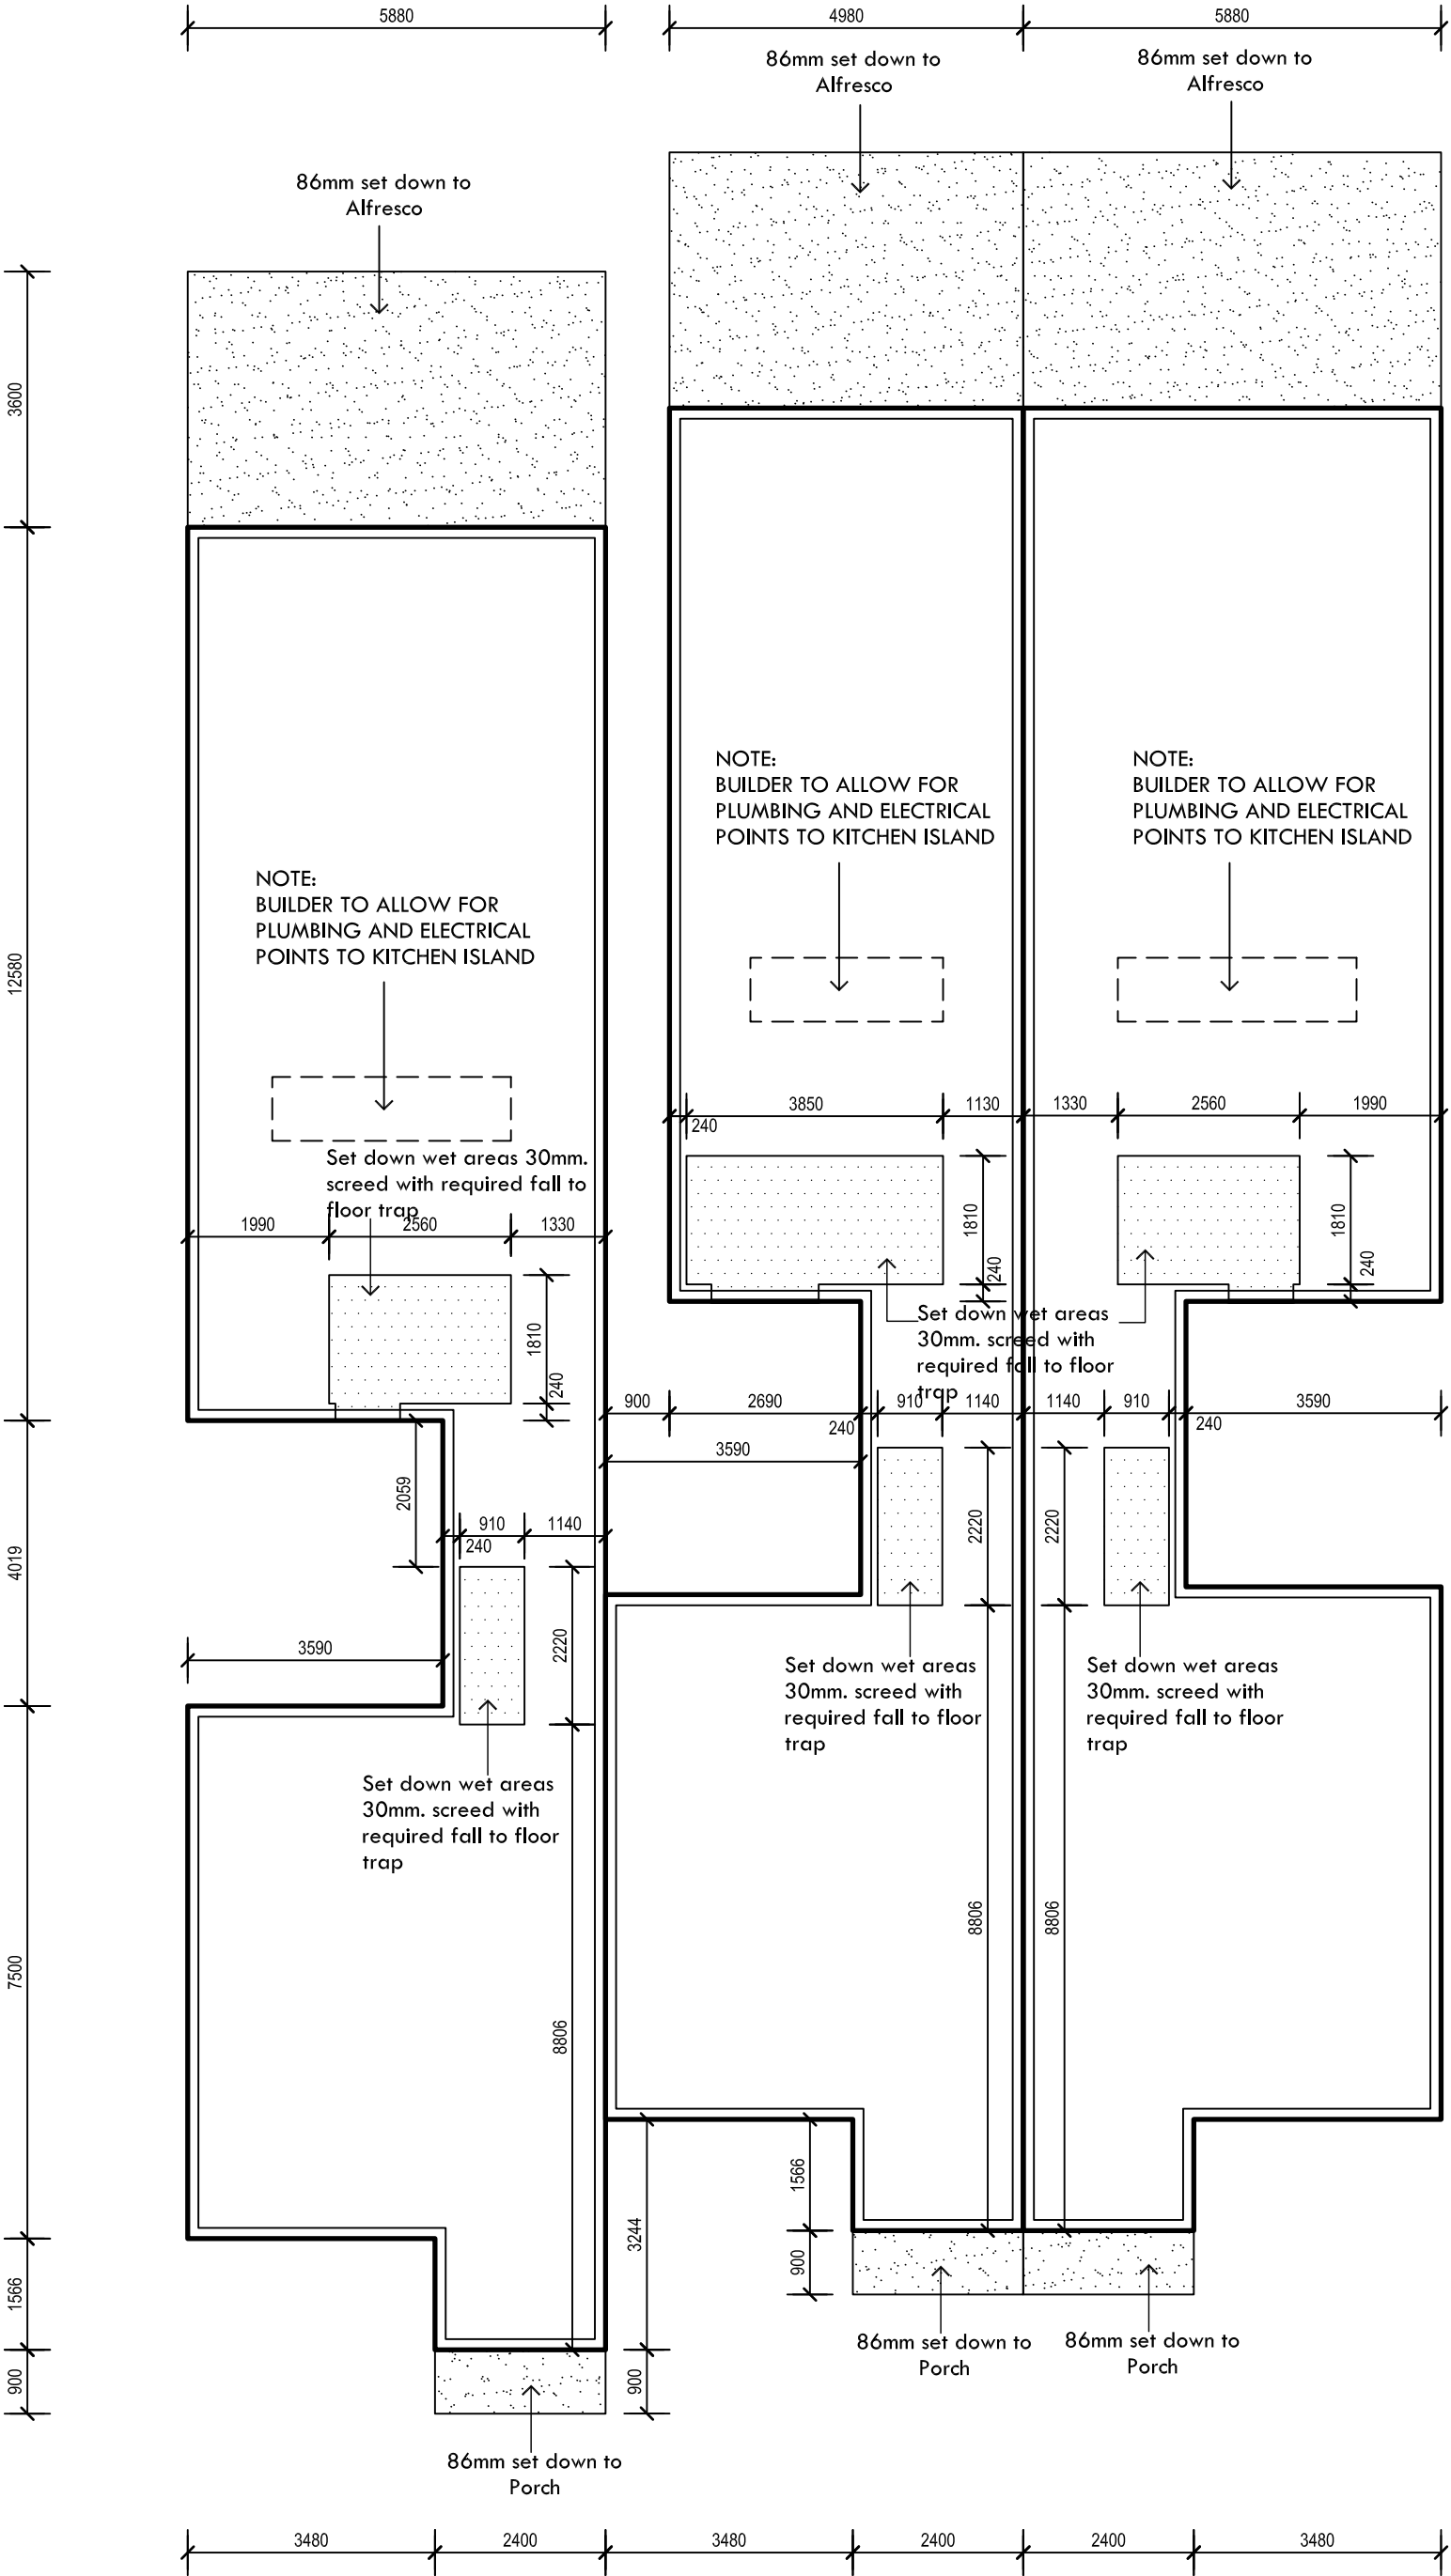 5880
4980
5880
86mm set down to
Alfresco
86mm set down to
Alfresco
86mm set down to
Alfresco
3600
NOTE:
BUILDER TO ALLOW FOR
PLUMBING AND ELECTRICAL
POINTS TO KITCHEN ISLAND
NOTE:
BUILDER TO ALLOW FOR
PLUMBING AND ELECTRICAL
POINTS TO KITCHEN ISLAND
NOTE:
BUILDER TO ALLOW FOR
PLUMBING AND ELECTRICAL
POINTS TO KITCHEN ISLAND
12580
240
3850
1130
1330
2560
1990
Set down wet areas 30mm.
screed with required fall to
floor trap
1990
2560
1330
1810
240
1810
240
1810
240
Set down wet areas
30mm. screed with
required fall to floor
trap
900
2690
240
910
1140
1140
910
240
3590
3590
2059
240
910
1140
2220
2220
4019
3590
2220
Set down wet areas
30mm. screed with
required fall to floor
trap
Set down wet areas
30mm. screed with
required fall to floor
trap
Set down wet areas
30mm. screed with
required fall to floor
trap
8806
8806
7500
8806
1566
3244
900
1566
86mm set down to
Porch
86mm set down to
Porch
900
900
86mm set down to
Porch
3480
2400
3480
2400
2400
3480